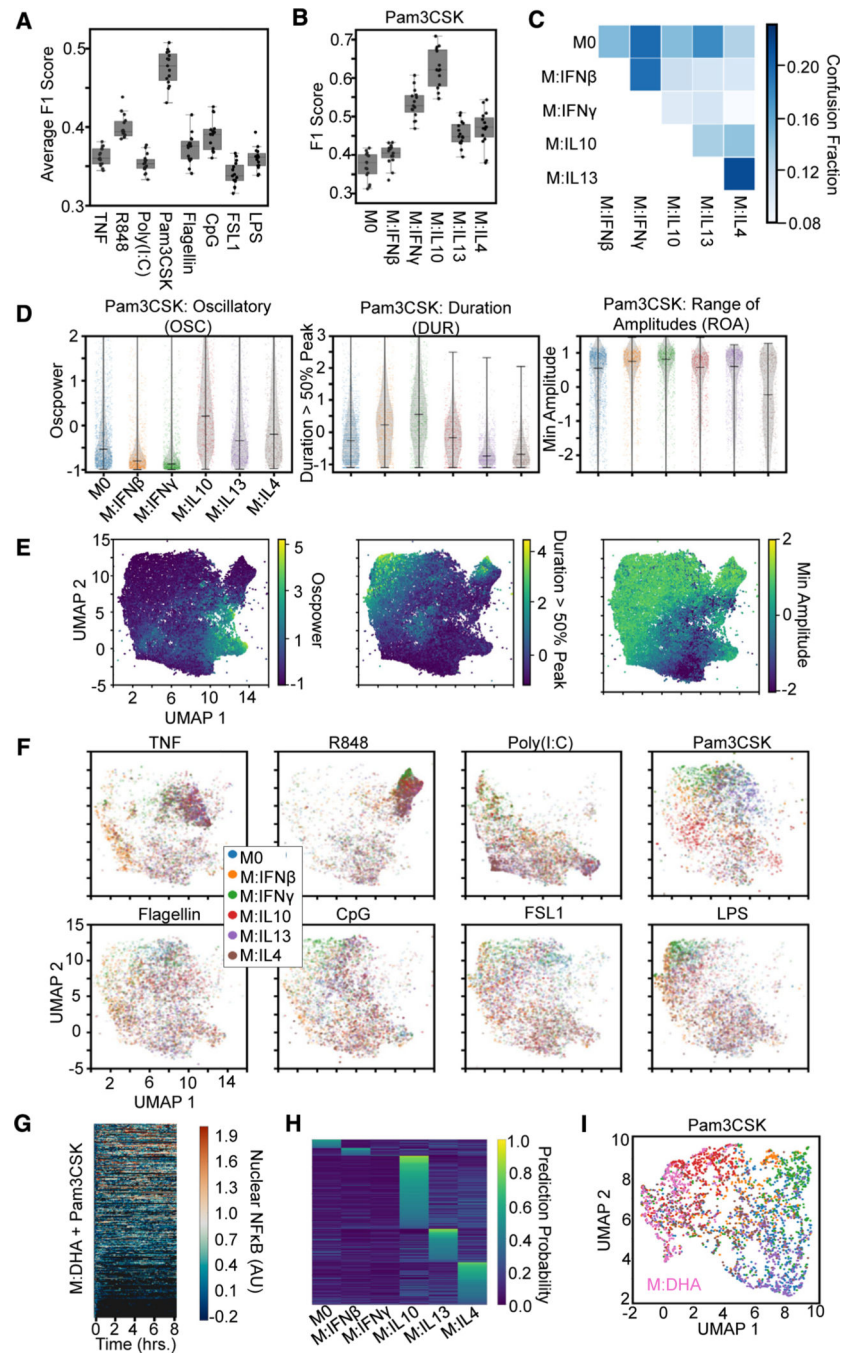 A
Average F1 Score
0.5
0.4
0.3
TNF
R848
Poly(I:C)
Pam3CSK
Flagellin
CpG
FSL1
LPS
B
Pam3CSK
F1 Score
0.7
0.6
0.5
0.4
0.3
M0
M:IFNβ
M:IFNγ
M:IL10
M:IL13
M:IL4
C
M0
M:IFNβ
M:IFNγ
M:IL10
M:IL13
M:IFNβ
M:IFNγ
M:IL10
M:IL13
M:IL4
0.20
0.16
0.12
0.08
Confusion Fraction
D
Pam3CSK: Oscillatory
(OSC)
Oscpower
2
1
0
-1
M0
M:IFNβ
M:IFNγ
M:IL10
M:IL13
M:IL4
Pam3CSK: Duration
(DUR)
Duration > 50% Peak
3
2
1
0
-1
Pam3CSK: Range of
Amplitudes (ROA)
Min Amplitude
1
0
-1
-2
E
UMAP 2
15
10
5
0
-5
2 6 10 14
UMAP 1
5
3
1
-1
Oscpower
4
2
0
Duration > 50% Peak
2
0
-2
Min Amplitude
F
TNF
R848
Poly(I:C)
Pam3CSK
M0
M:IFNβ
M:IFNγ
M:IL10
M:IL13
M:IL4
Flagellin
CpG
FSL1
LPS
UMAP 2
15
10
5
0
-5
2 6 10 14
UMAP 1
G
M:DHA + Pam3CSK
0 2 4 6 8
Time (hrs.)
1.9
1.6
1.3
1.0
0.7
0.4
0.1
-0.2
Nuclear NFκB (AU)
H
M0
M:IFNβ
M:IFNγ
M:IL10
M:IL13
M:IL4
1.0
0.8
0.6
0.4
0.2
0.0
Prediction Probability
I
Pam3CSK
UMAP 2
10
8
6
4
2
M:DHA
0 2 4 6 8 10
UMAP 1